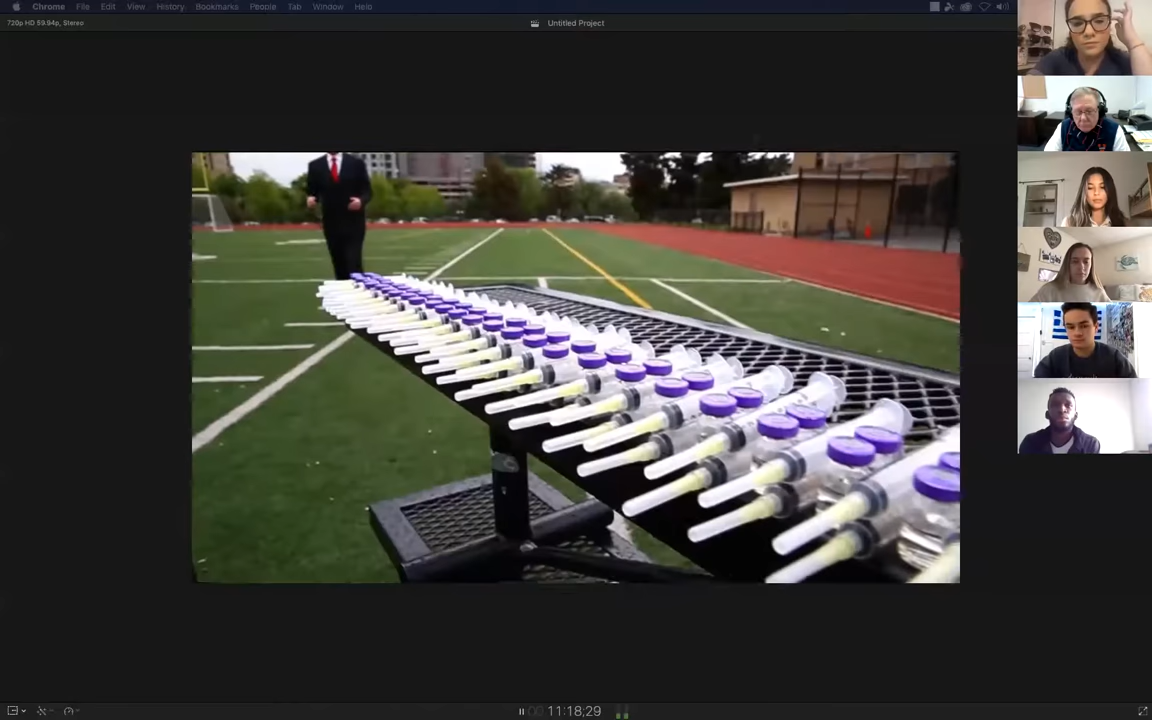 Chrome File Edit View History Bookmarks People Tab Window Help
720p HD 59.94p, Stereo
Untitled Project
11:18;29